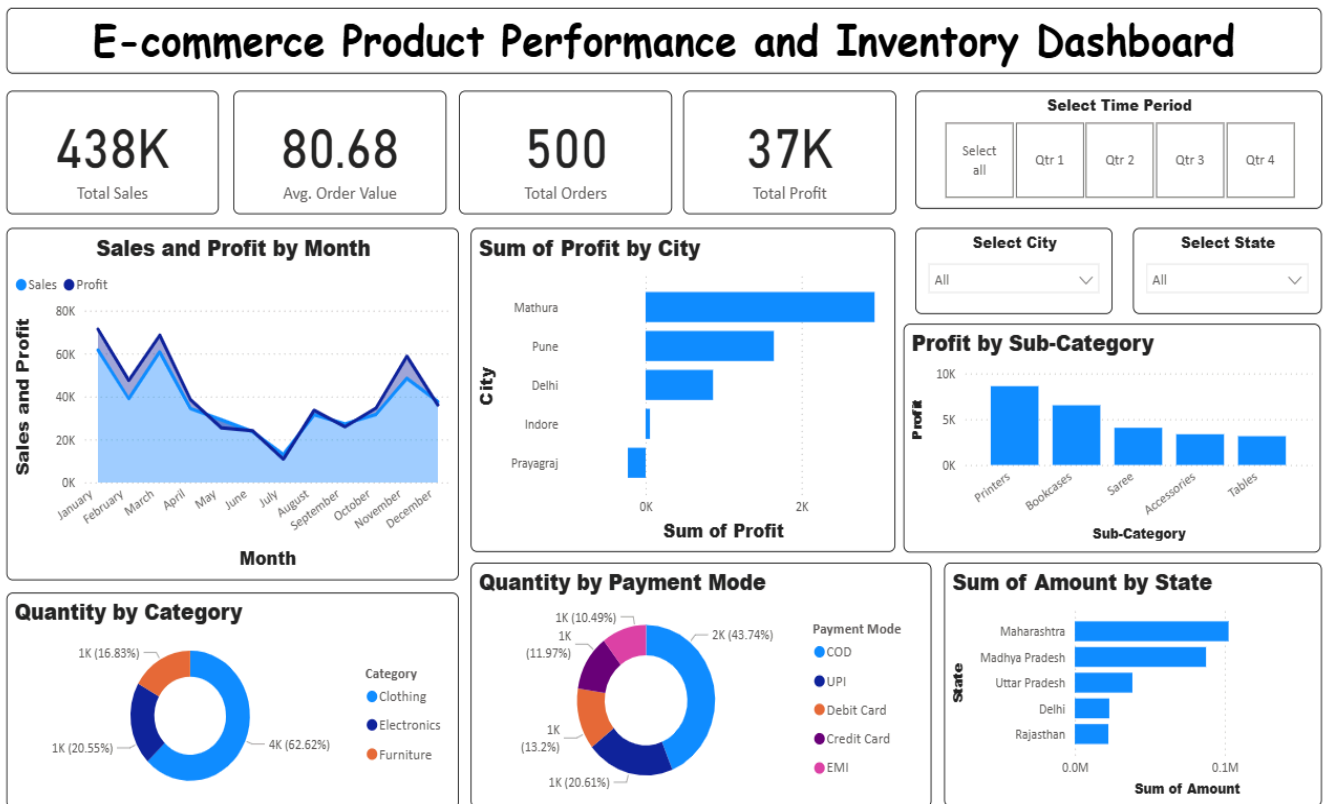 E-commerce Product Performance and Inventory Dashboard
438K
Total Sales
80.68
Avg. Order Value
500
Total Orders
37K
Total Profit
Select Time Period
Select
all
Qtr 1
Qtr 2
Qtr 3
Qtr 4
Select City
All
Select State
All
Sales and Profit by Month
Sales
Profit
Sales and Profit
80K
60K
40K
20K
0K
January
February
March
April
May
June
July
August
September
October
November
December
Month
Sum of Profit by City
City
Mathura
Pune
Delhi
Indore
Prayagraj
0K
2K
Sum of Profit
Profit by Sub-Category
Profit
10K
5K
0K
Printers
Bookcases
Saree
Accessories
Tables
Sub-Category
Quantity by Category
1K (16.83%)
1K (20.55%)
4K (62.62%)
Category
Clothing
Electronics
Furniture
Quantity by Payment Mode
1K (10.49%)
1K
(11.97%)
1K
(13.2%)
1K (20.61%)
2K (43.74%)
Payment Mode
COD
UPI
Debit Card
Credit Card
EMI
Sum of Amount by State
State
Maharashtra
Madhya Pradesh
Uttar Pradesh
Delhi
Rajasthan
0.0M
0.1M
Sum of Amount